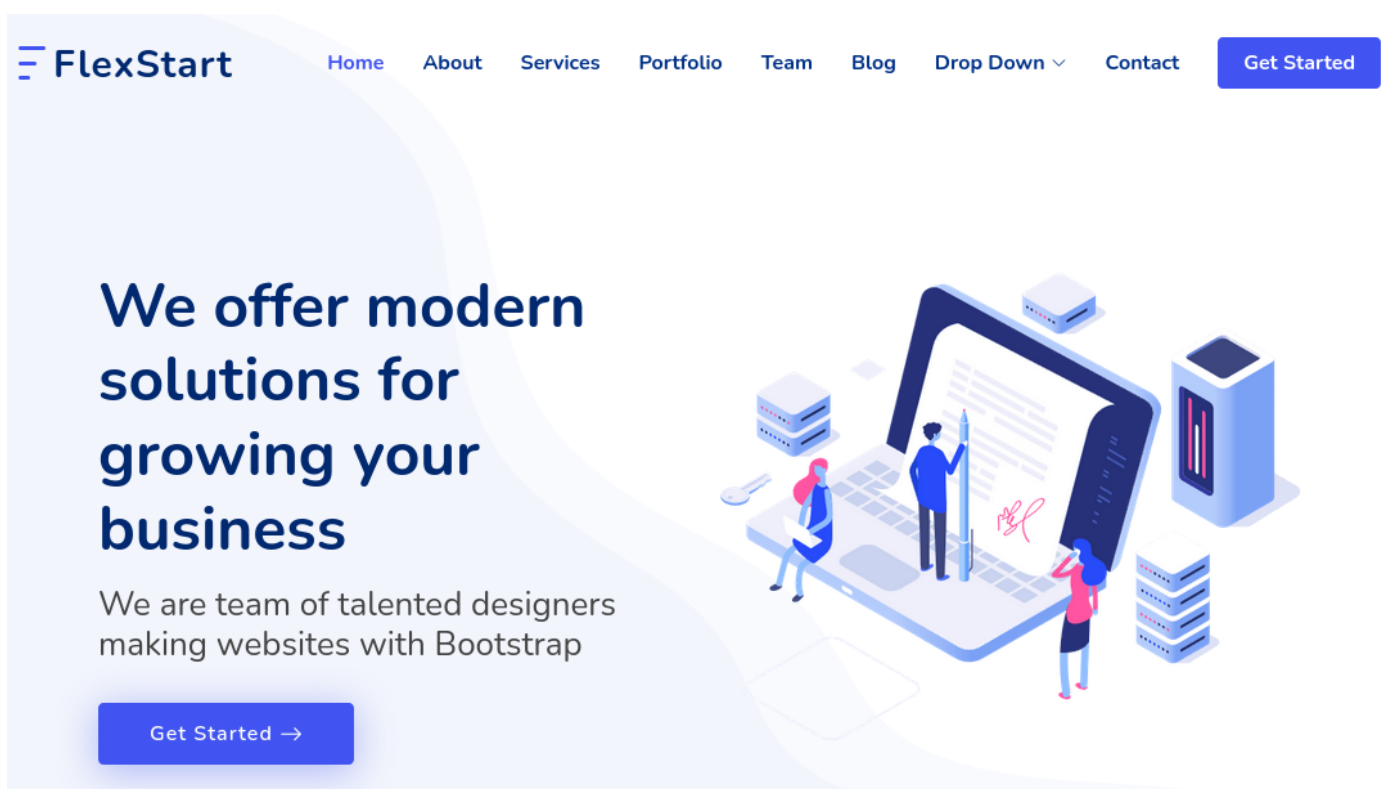 FlexStart
Home About Services Portfolio Team Blog Drop Down Contact Get Started
We offer modern
solutions for
growing your
business
We are team of talented designers
making websites with Bootstrap
Get Started →